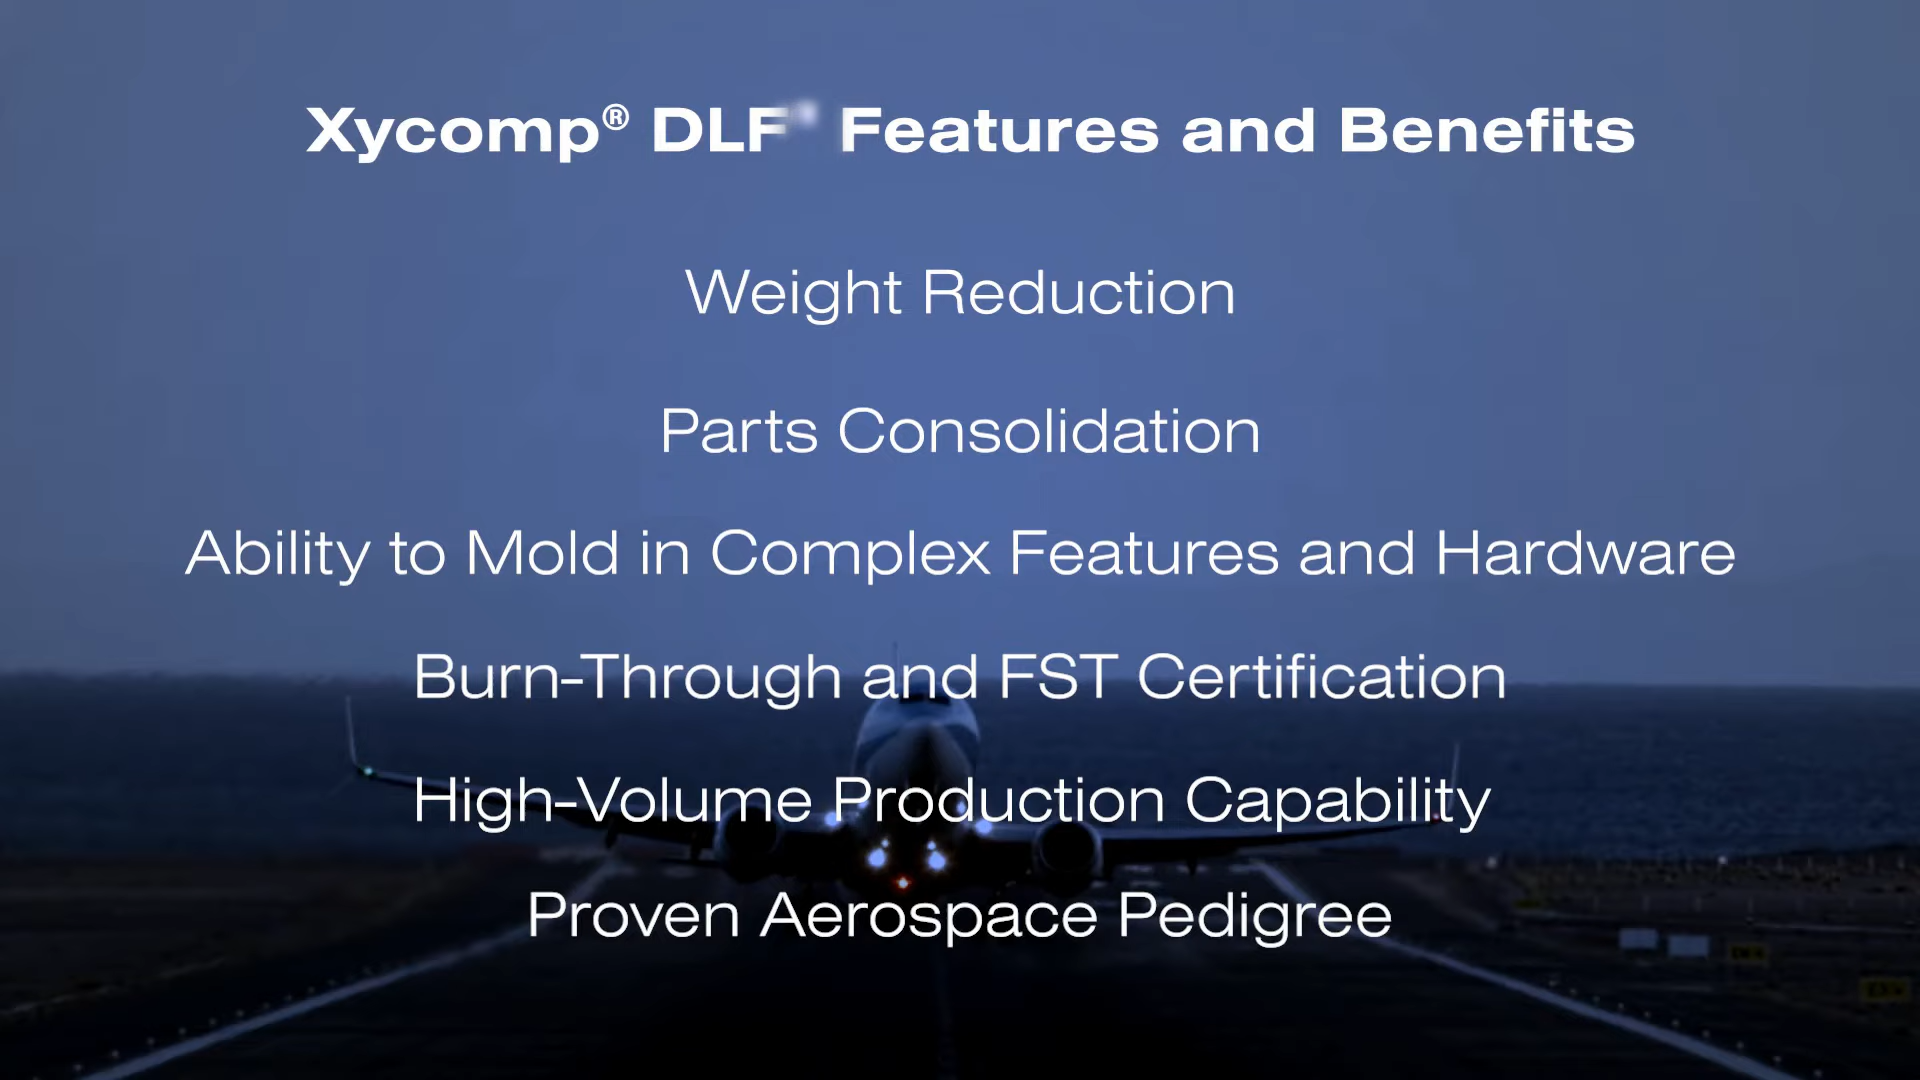 Xycomp® DLF Features and Benefits
Weight Reduction
Parts Consolidation
Ability to Mold in Complex Features and Hardware
Burn-Through and FST Certification
High-Volume Production Capability
Proven Aerospace Pedigree